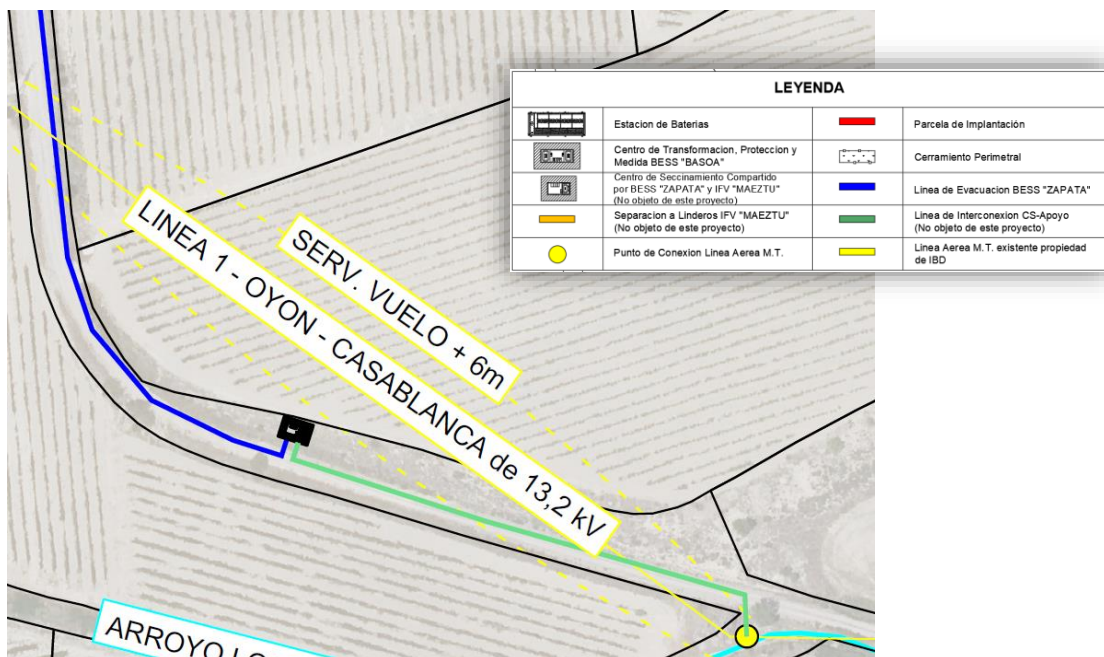 LEYENDA
Estacion de Baterias
Parcela de Implantación
Centro de Transformacion, Proteccion y
Medida BESS "BASOA"
Cerramiento Perimetral
Centro de Seccinamiento Compartido
por BESS "ZAPATA" y IFV "MAEZTU"
(No objeto de este proyecto)
Linea de Evacuacion BESS "ZAPATA"
Separacion a Linderos IFV "MAEZTU"
(No objeto de este proyecto)
Linea de Interconexion CS-Apoyo
(No objeto de este proyecto)
Punto de Conexion Linea Aerea M.T.
Linea Aerea M.T. existente propiedad
de IBD
SERV. VUELO + 6m
LINEA 1 - OYON - CASABLANCA de 13,2 kV
ARROYO